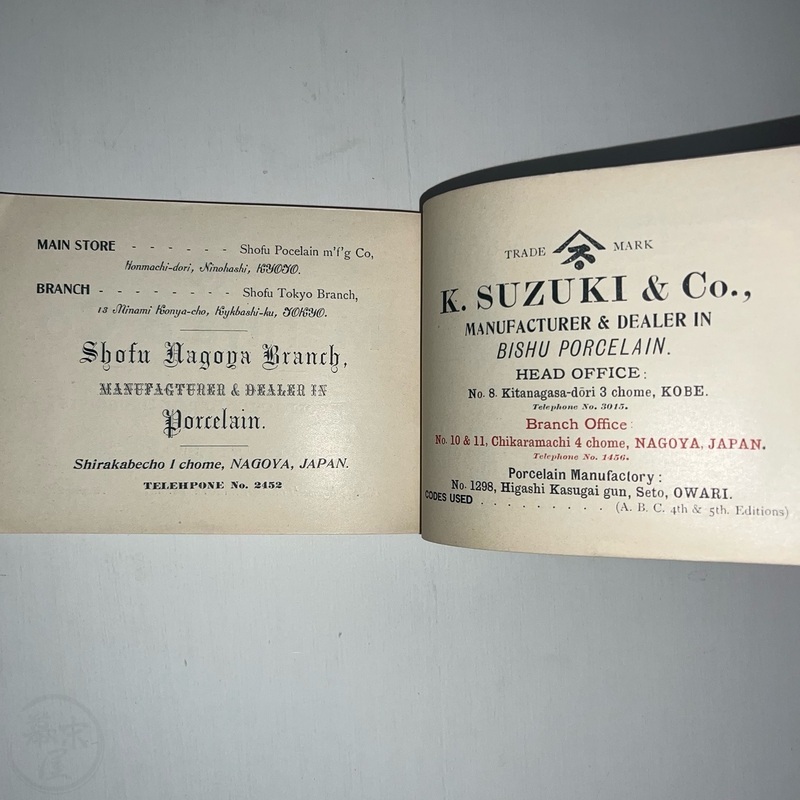 MAIN STORE - - - - - - Shofu Pocelain m'f'g Co,
Honmachi-dori, Ninohashi, KYOTO.
BRANCH - - - - - - - - Shofu Tokyo Branch,
13 Minami Konya-cho, Kykbashi-ku, TOKYO.
Shofu Nagoya Branch,
MANUFAGTURER & DEALER IN
Porcelain.
Shirakabecho 1 chome, NAGOYA, JAPAN.
TELEHPONE No. 2452
TRADE MARK
K. SUZUKI & Co.,
MANUFACTURER & DEALER IN
BISHU PORCELAIN.
HEAD OFFICE:
No. 8. Kitanagasa-dōri 3 chome, KOBE.
Telephone No. 3015.
Branch Office:
No. 10 & 11, Chikaramachi 4 chome, NAGOYA, JAPAN.
Telephone No. 1456.
Porcelain Manufactory:
No. 1298, Higashi Kasugai gun, Seto, OWARI.
CODES USED . . . . . . . . . (A. B. C. 4th & 5th. Editions)